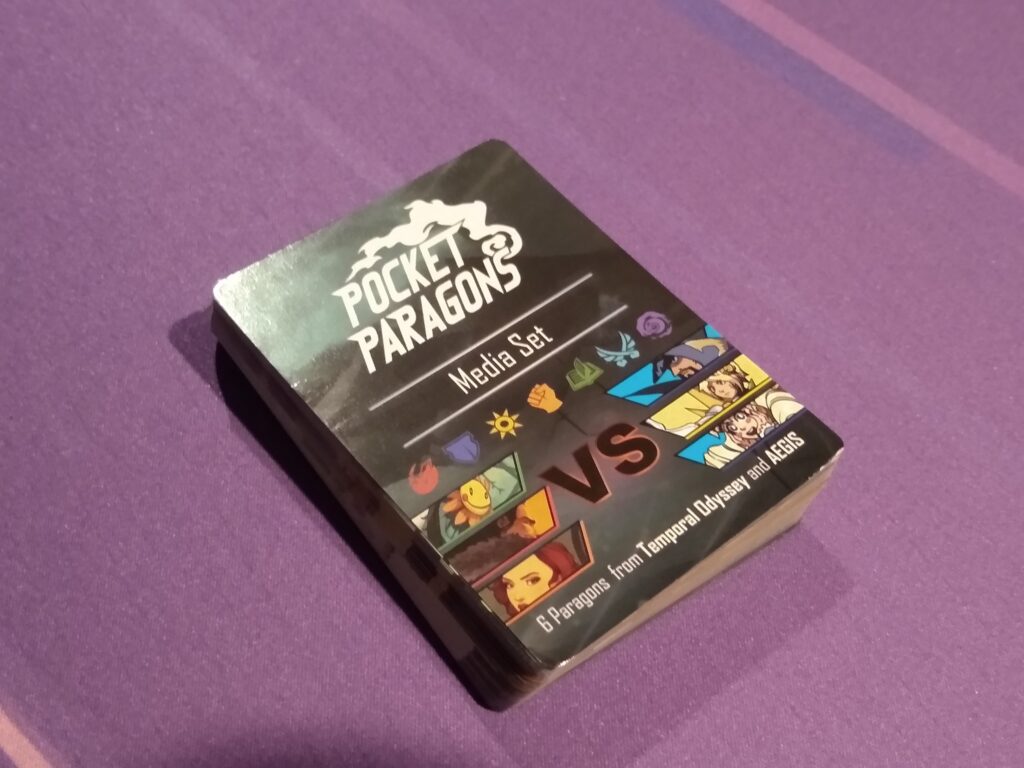 POCKET
PARAGONS
Media Set
VS
6 Paragons from Temporal Odyssey and AEGIS